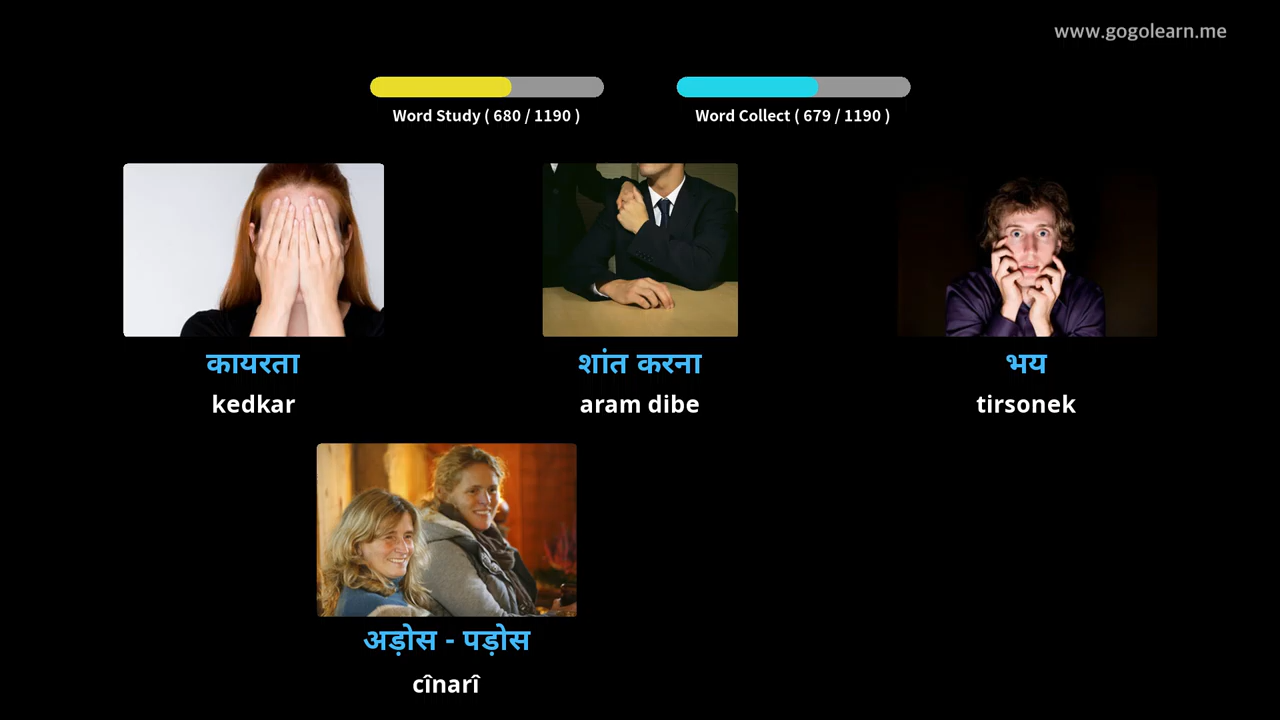 www.gogolearn.me
Word Study ( 680 / 1190 )
Word Collect ( 679 / 1190 )
कायरता
kedkar
शांत करना
aram dibe
भय
tirsonek
अड़ोस - पड़ोस
cînarî